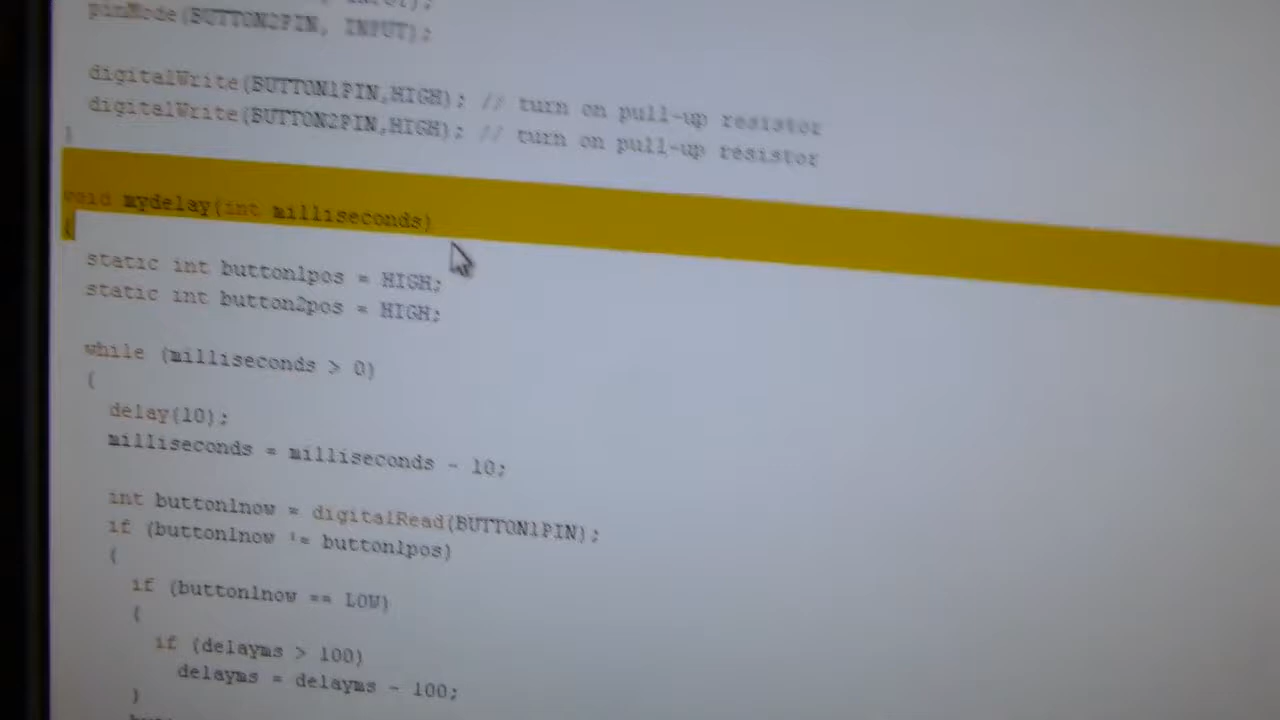 pinMode(BUTTON2PIN, INPUT);
digitalWrite(BUTTON1PIN,HIGH); // turn on pull-up resistor
digitalWrite(BUTTON2PIN,HIGH); // turn on pull-up resistor
}
void mydelay(int milliseconds)
{
static int button1pos = HIGH;
static int button2pos = HIGH;
while (milliseconds > 0)
{
delay(10);
milliseconds = milliseconds - 10;
int button1now = digitalRead(BUTTON1PIN);
if (button1now != button1pos)
{
if (button1now == LOW)
{
if (delayms > 100)
delayms = delayms - 100;
}